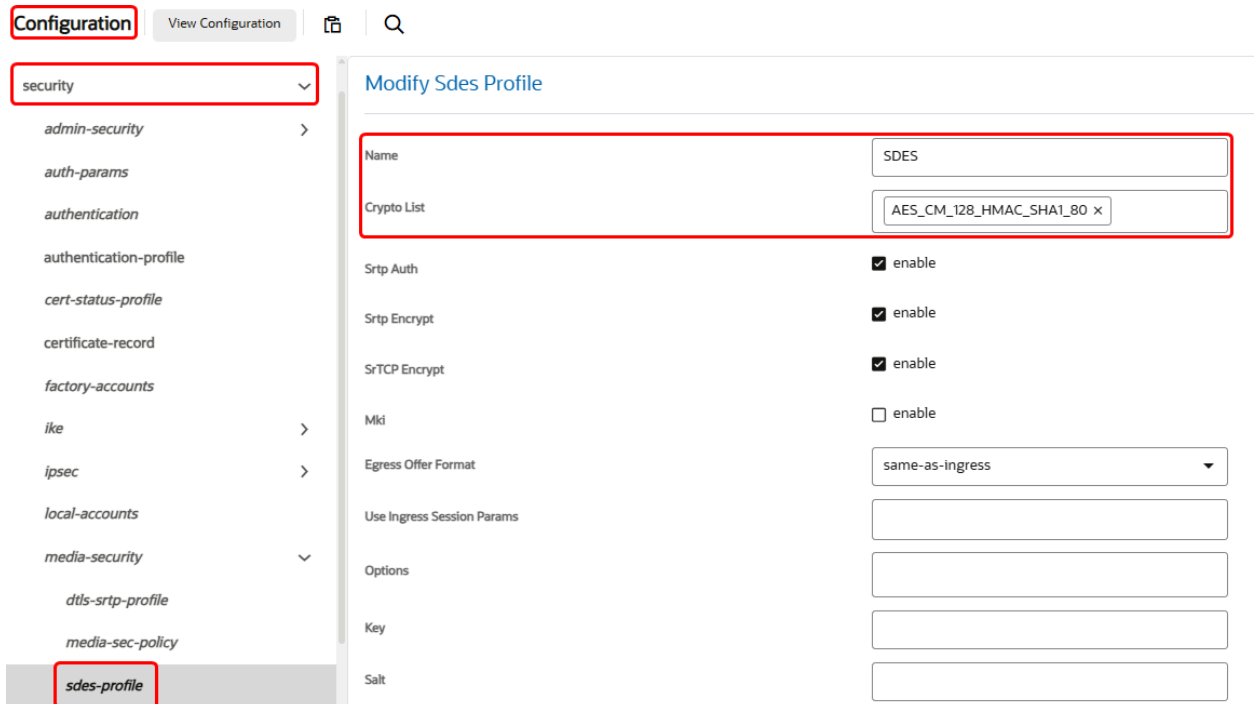 Configuration
View Configuration
security
admin-security
auth-params
authentication
authentication-profile
cert-status-profile
certificate-record
factory-accounts
ike
ipsec
local-accounts
media-security
dtls-srtp-profile
media-sec-policy
sdes-profile
Modify Sdes Profile
Name
SDES
Crypto List
AES_CM_128_HMAC_SHA1_80 ×
Srtp Auth
enable
Srtp Encrypt
enable
SrTCP Encrypt
enable
Mki
enable
Egress Offer Format
same-as-ingress
Use Ingress Session Params
Options
Key
Salt